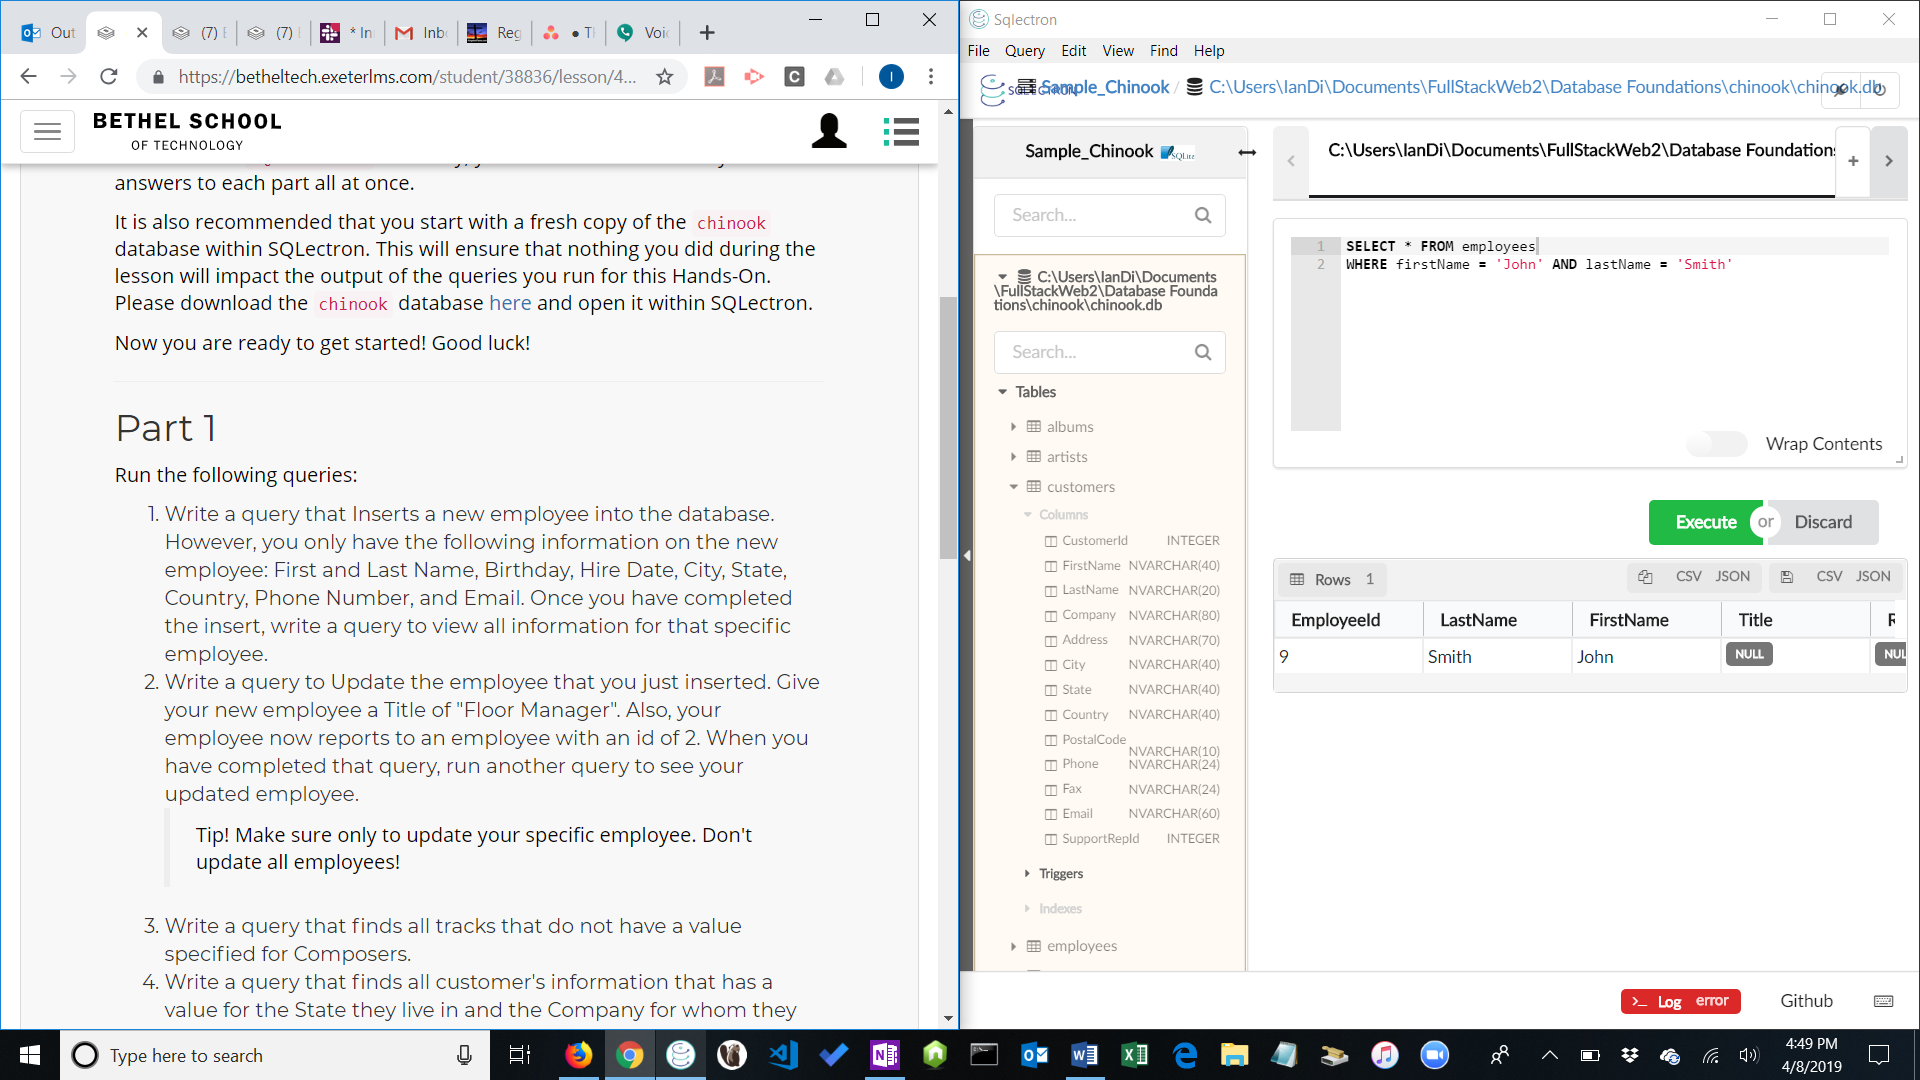 Out
(7)
(7)
* In
Inb
Reg
Voi
https://betheltech.exeterlms.com/student/38836/lesson/4...
I
BETHEL SCHOOL
OF TECHNOLOGY
answers to each part all at once.
It is also recommended that you start with a fresh copy of the chinook
database within SQLectron. This will ensure that nothing you did during the
lesson will impact the output of the queries you run for this Hands-On.
Please download the chinook database here and open it within SQLectron.
Now you are ready to get started! Good luck!
Part 1
Run the following queries:
1. Write a query that Inserts a new employee into the database.
However, you only have the following information on the new
employee: First and Last Name, Birthday, Hire Date, City, State,
Country, Phone Number, and Email. Once you have completed
the insert, write a query to view all information for that specific
employee.
2. Write a query to Update the employee that you just inserted. Give
your new employee a Title of "Floor Manager". Also, your
employee now reports to an employee with an id of 2. When you
have completed that query, run another query to see your
updated employee.
Tip! Make sure only to update your specific employee. Don't
update all employees!
3. Write a query that finds all tracks that do not have a value
specified for Composers.
4. Write a query that finds all customer's information that has a
value for the State they live in and the Company for whom they
Sqlectron
File Query Edit View Find Help
Sample_Chinook / C:\Users\IanDi\Documents\FullStackWeb2\Database Foundations\chinook\chinook.db
Sample_Chinook SQLite
Search...
C:\Users\IanDi\Documents
\FullStackWeb2\Database Founda
tions\chinook\chinook.db
Search...
Tables
albums
artists
customers
Columns
CustomerId INTEGER
FirstName NVARCHAR(40)
LastName NVARCHAR(20)
Company NVARCHAR(80)
Address NVARCHAR(70)
City NVARCHAR(40)
State NVARCHAR(40)
Country NVARCHAR(40)
PostalCode NVARCHAR(10)
Phone NVARCHAR(24)
Fax NVARCHAR(24)
Email NVARCHAR(60)
SupportRepId INTEGER
Triggers
Indexes
employees
C:\Users\IanDi\Documents\FullStackWeb2\Database Foundations
+
1 SELECT * FROM employees
2 WHERE firstName = 'John' AND lastName = 'Smith'
Wrap Contents
Execute or Discard
Rows 1 CSV JSON CSV JSON
EmployeeId LastName FirstName Title
9 Smith John NULL NUL
>_ Log error Github
Type here to search
4:49 PM
4/8/2019